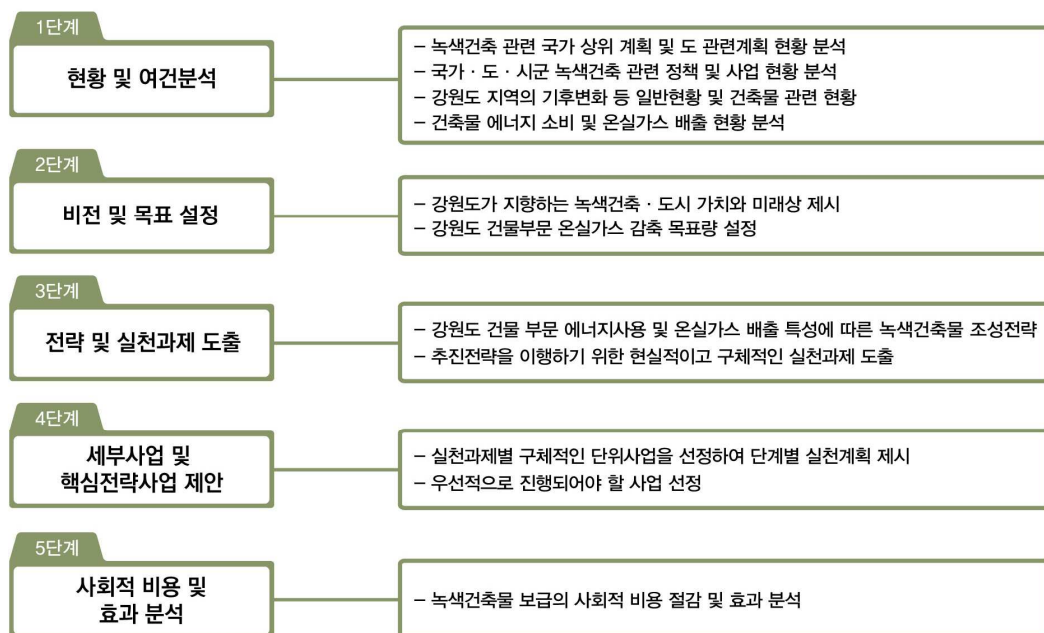 1단계
현황 및 여건분석
– 녹색건축 관련 국가 상위 계획 및 도 관련계획 현황 분석
– 국가 · 도 · 시군 녹색건축 관련 정책 및 사업 현황 분석
– 강원도 지역의 기후변화 등 일반현황 및 건축물 관련 현황
– 건축물 에너지 소비 및 온실가스 배출 현황 분석
2단계
비전 및 목표 설정
– 강원도가 지향하는 녹색건축 · 도시 가치와 미래상 제시
– 강원도 건물부문 온실가스 감축 목표량 설정
3단계
전략 및 실천과제 도출
– 강원도 건물 부문 에너지사용 및 온실가스 배출 특성에 따른 녹색건축물 조성전략
– 추진전략을 이행하기 위한 현실적이고 구체적인 실천과제 도출
4단계
세부사업 및
핵심전략사업 제안
– 실천과제별 구체적인 단위사업을 선정하여 단계별 실천계획 제시
– 우선적으로 진행되어야 할 사업 선정
5단계
사회적 비용 및
효과 분석
– 녹색건축물 보급의 사회적 비용 절감 및 효과 분석